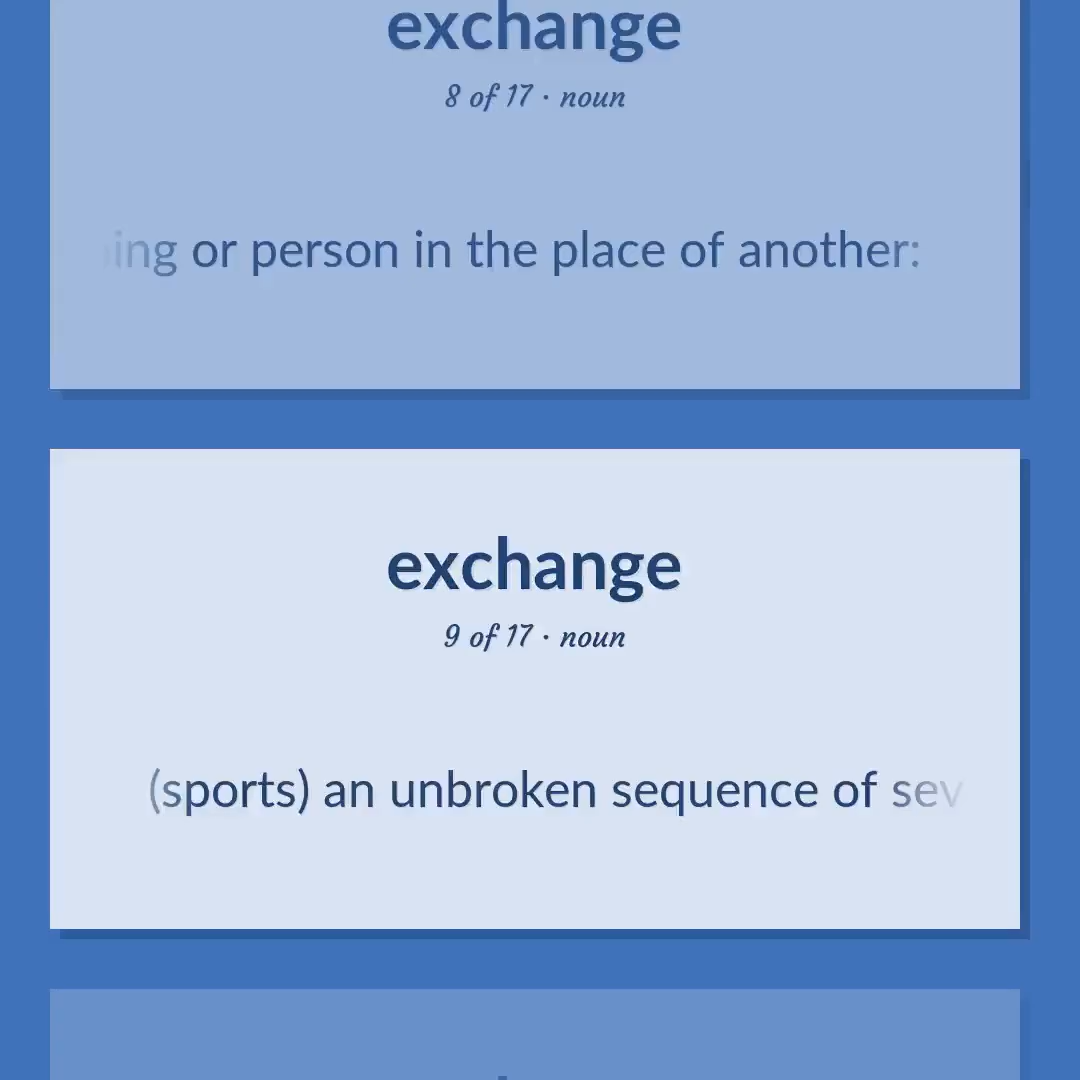 exchange
8 of 17 · noun
or person in the place of another:
exchange
9 of 17 · noun
(sports) an unbroken sequence of